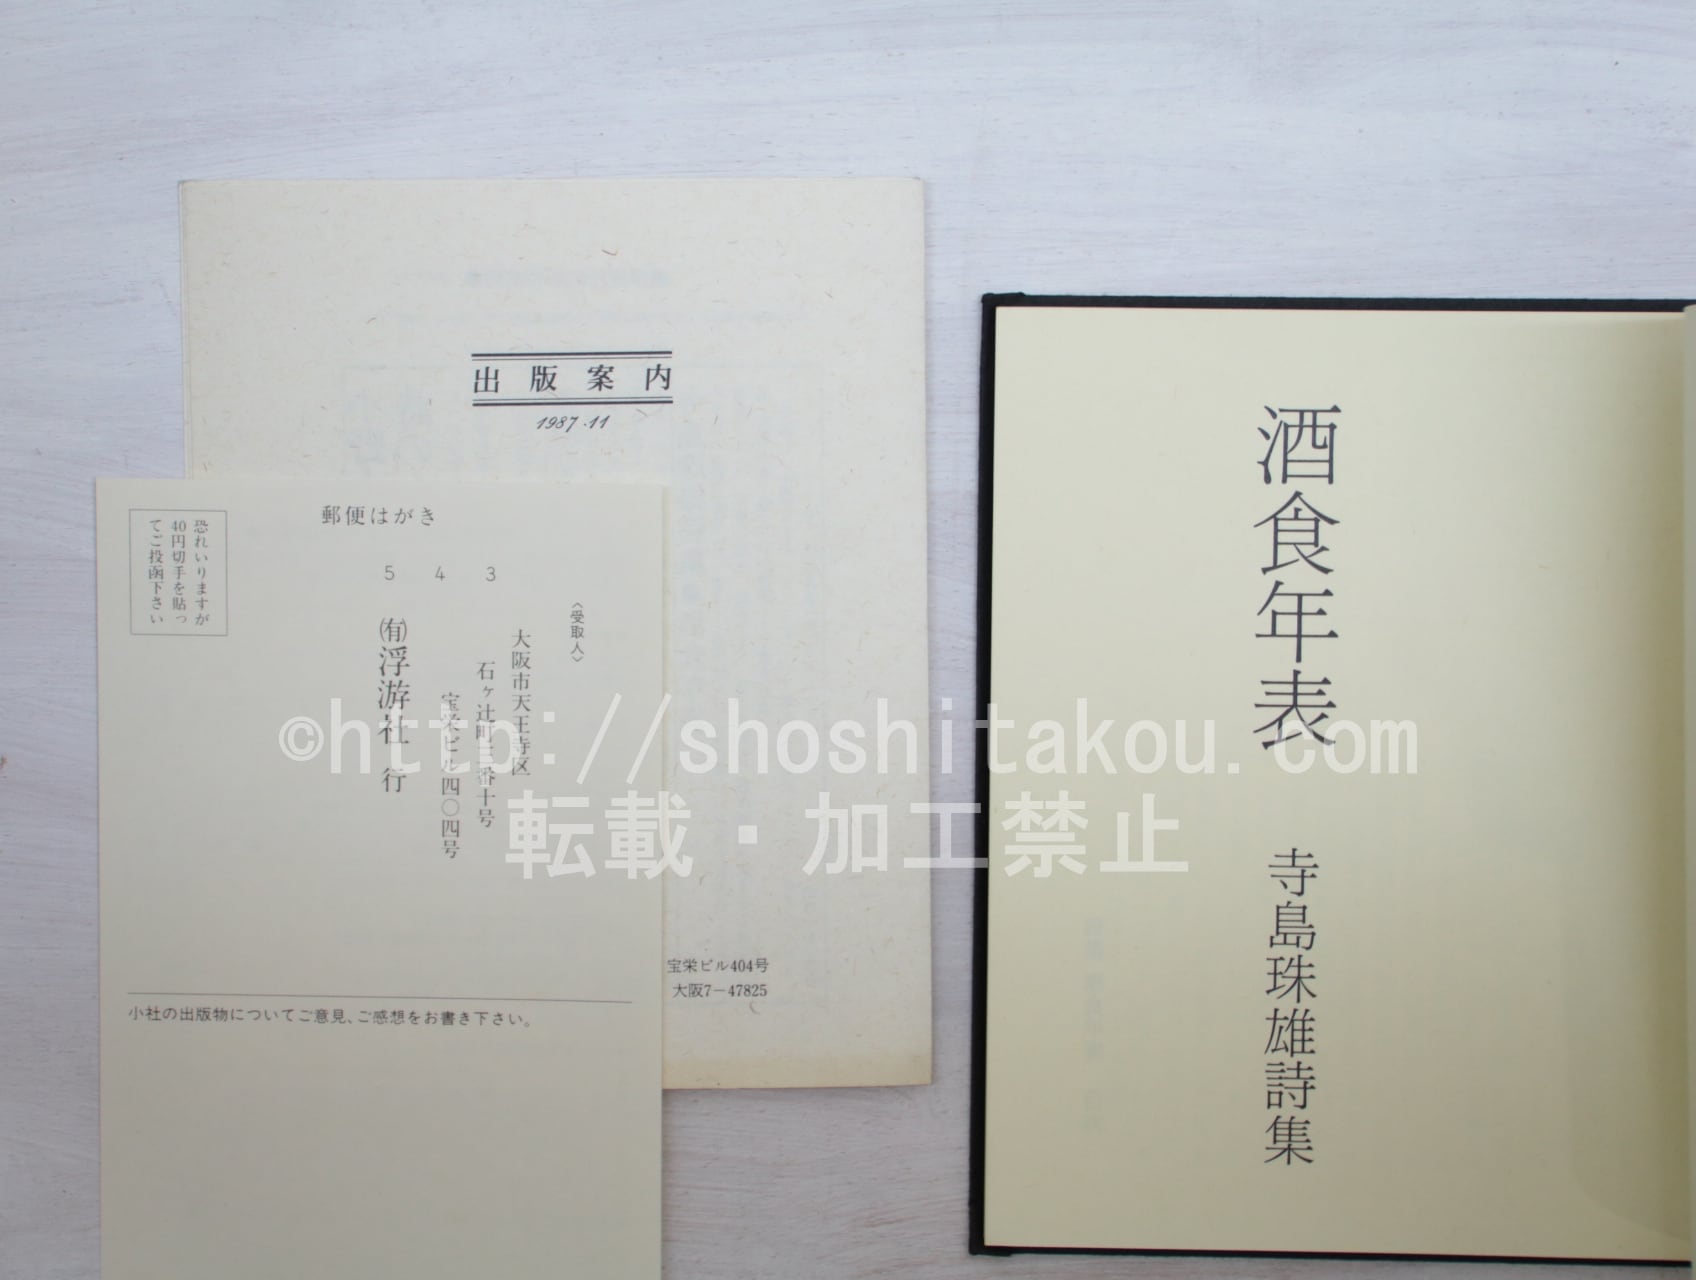 出版案内
1987.11
宝栄ビル404号
大阪7－47825
郵便はがき
恐れいりますが
40円切手を貼っ
てご投函下さい
543
〈受取人〉
大阪市天王寺区
石ヶ辻町三番十号
宝栄ビル四〇四号
㈲浮游社 行
小社の出版物についてご意見、ご感想をお書き下さい。
酒食年表
寺島珠雄詩集
©http://shoshitakou.com
転載・加工禁止